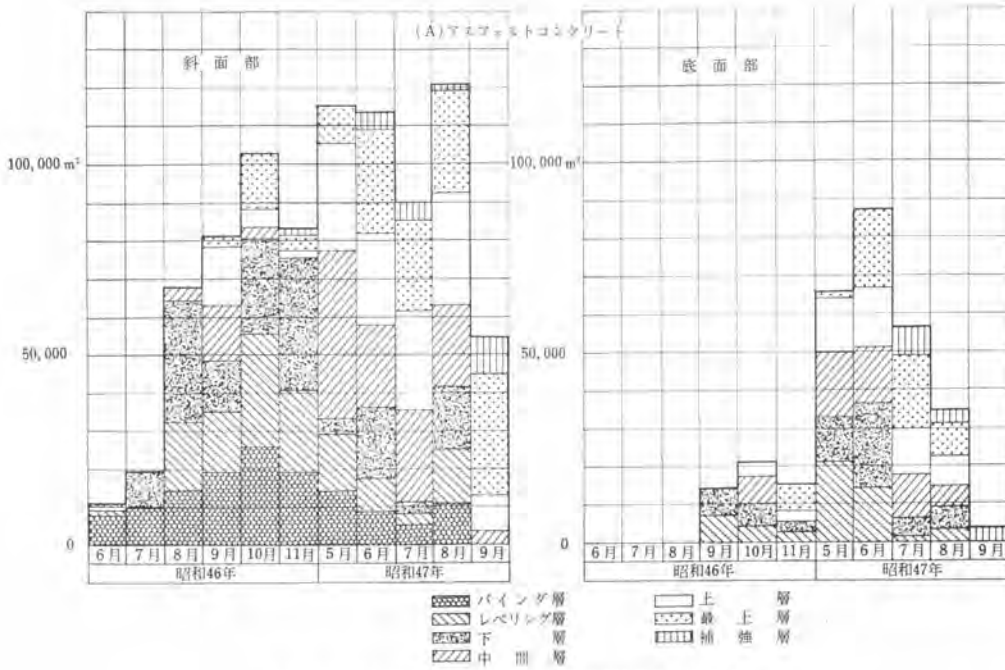 (A)アスファルトコンクリート
斜面部
底面部
100,000m²
100,000m²
50,000
50,000
0
0
6月 7月 8月 9月 10月 11月 5月 6月 7月 8月 9月
6月 7月 8月 9月 10月 11月 5月 6月 7月 8月 9月
昭和46年 昭和47年
昭和46年 昭和47年
バインダ層
レベリング層
下層
中間層
上層
最上層
補強層